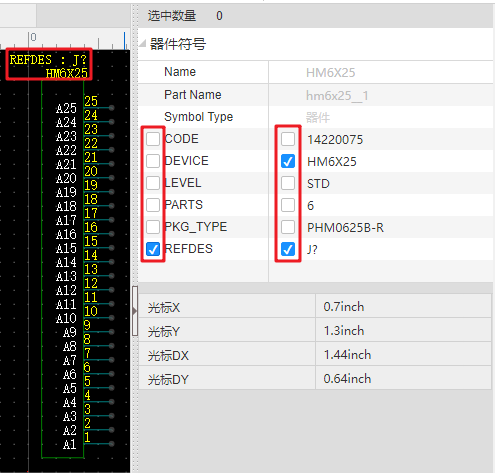 选中数量 0
0
REFDES : J?
HM6X25
器件符号
Name HM6X25
Part Name hm6x25__1
Symbol Type 器件
CODE 14220075
DEVICE HM6X25
LEVEL STD
PARTS 6
PKG_TYPE PHM0625B-R
REFDES J?
光标X 0.7inch
光标Y 1.3inch
光标DX 1.44inch
光标DY 0.64inch
A25 25
A24 24
A23 23
A22 22
A21 21
A20 20
A19 19
A18 18
A17 17
A16 16
A15 15
A14 14
A13 13
A12 12
A11 11
A10 10
A9 9
A8 8
A7 7
A6 6
A5 5
A4 4
A3 3
A2 2
A1 1